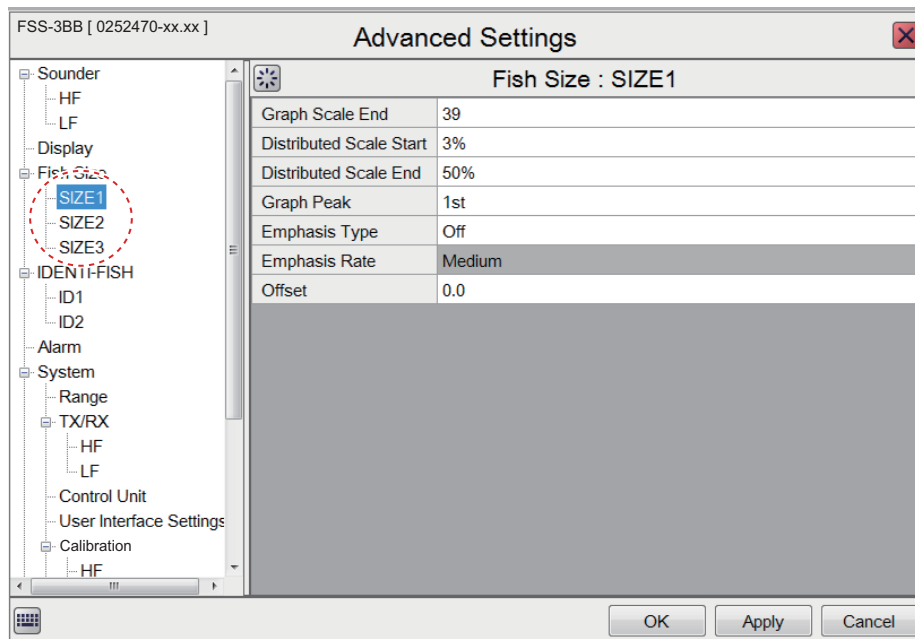 FSS-3BB [ 0252470-xx.xx ]
Advanced Settings
Sounder
HF
LF
Display
Fish Size
SIZE1
SIZE2
SIZE3
IDENTI-FISH
ID1
ID2
Alarm
System
Range
TX/RX
HF
LF
Control Unit
User Interface Settings
Calibration
HF
Fish Size : SIZE1
Graph Scale End 39
Distributed Scale Start 3%
Distributed Scale End 50%
Graph Peak 1st
Emphasis Type Off
Emphasis Rate Medium
Offset 0.0
OK Apply Cancel